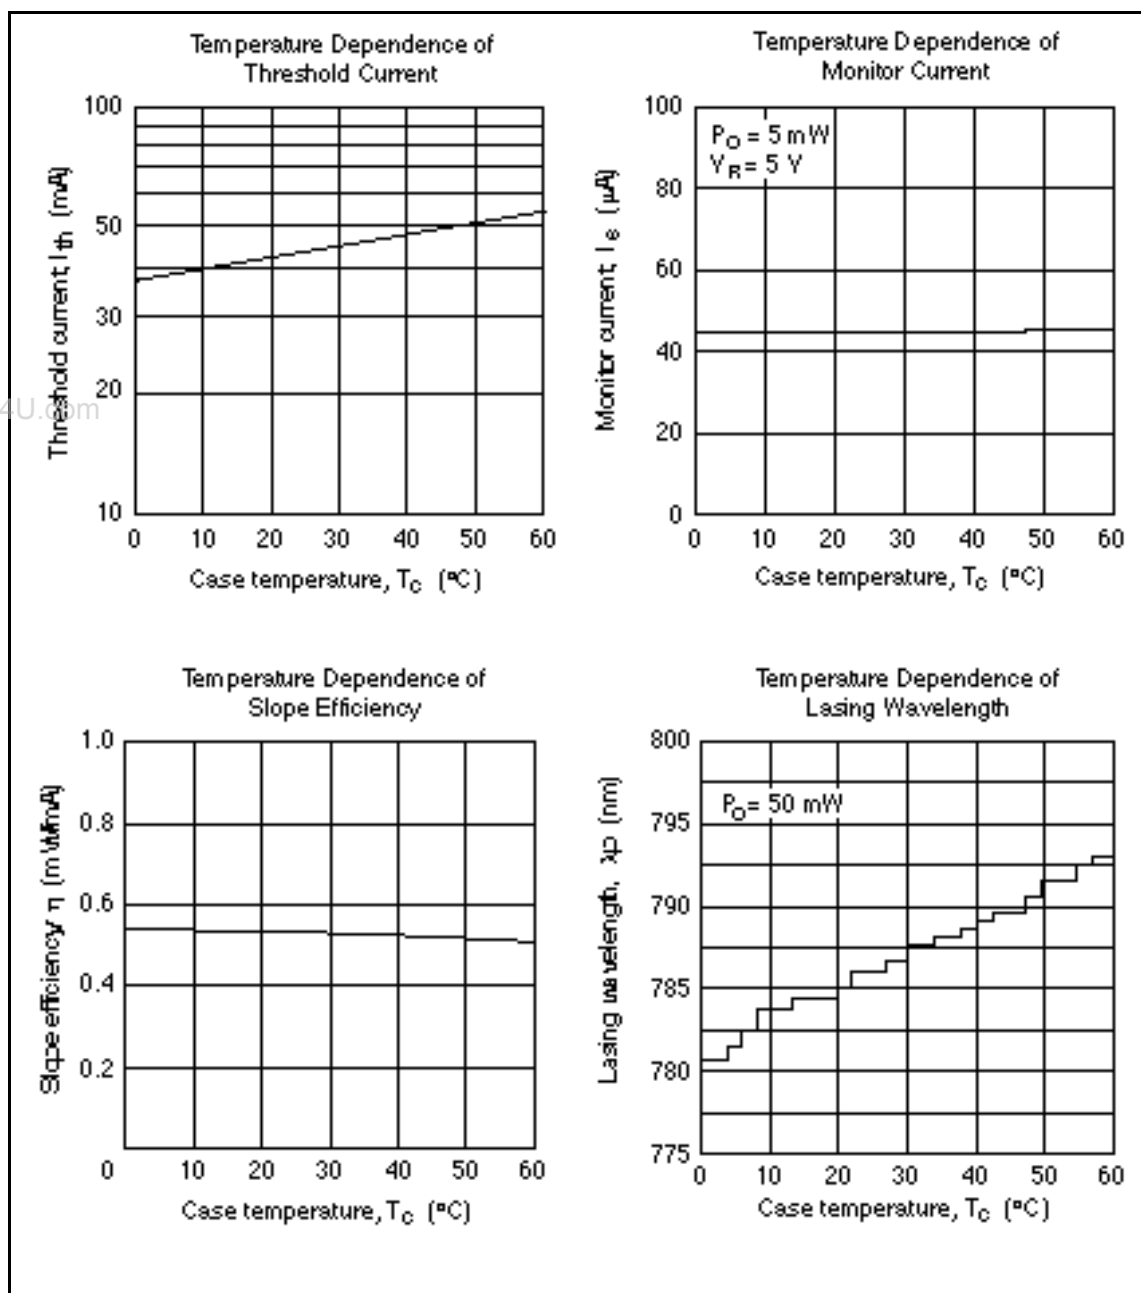 Temperature Dependence of
Threshold Current
100
50
30
20
10
0 10 20 30 40 50 60
Threshold current, Ith (mA)
Case temperature, TC (°C)
Temperature Dependence of
Monitor Current
PO = 5 mW
VR = 5 V
100
80
60
40
20
0
0 10 20 30 40 50 60
Monitor current, Is (μA)
Case temperature, TC (°C)
4U.com
Temperature Dependence of
Slope Efficiency
1.0
0.8
0.6
0.4
0.2
0 10 20 30 40 50 60
Slope efficiency η (mW/mA)
Case temperature, TC (°C)
Temperature Dependence of
Lasing Wavelength
PO = 50 mW
800
795
790
785
780
775
0 10 20 30 40 50 60
Lasing wavelength, λp (nm)
Case temperature, TC (°C)